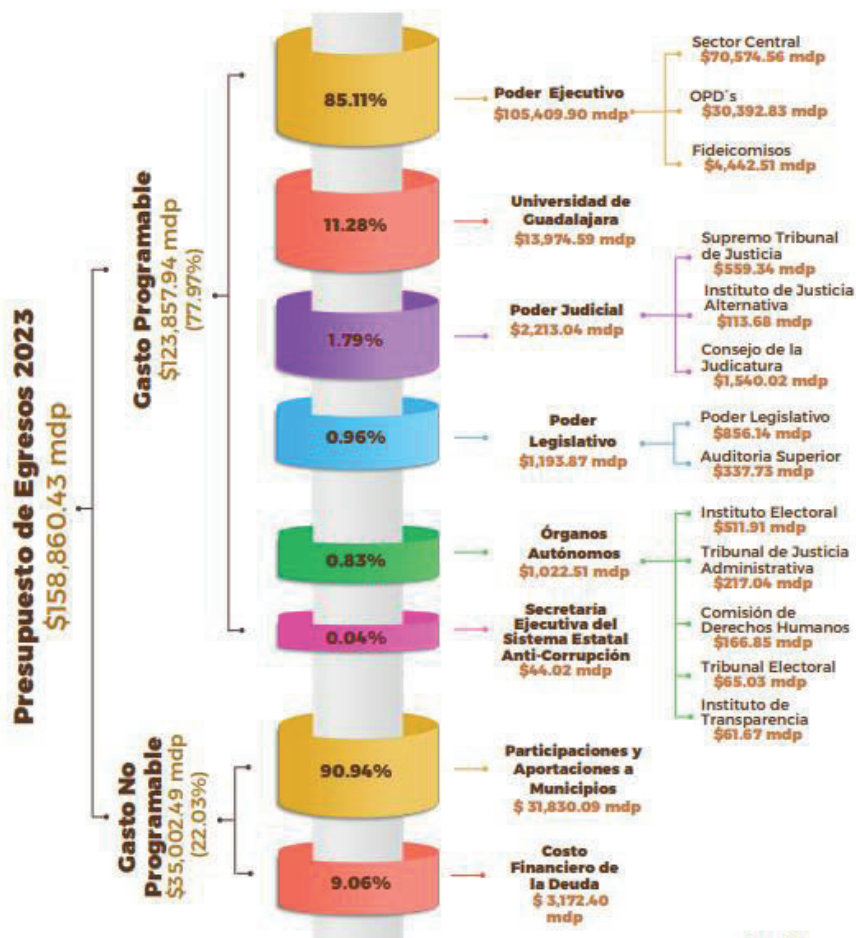 Presupuesto de Egresos 2023
$158,860.43 mdp
Gasto Programable
$123,857.94 mdp
(77.97%)
85.11%
Poder Ejecutivo
$105,409.90 mdp
Sector Central
$70,574.56 mdp
OPD´s
$30,392.83 mdp
Fideicomisos
$4,442.51 mdp
11.28%
Universidad de
Guadalajara
$13,974.59 mdp
1.79%
Poder Judicial
$2,213.04 mdp
Supremo Tribunal
de Justicia
$559.34 mdp
Instituto de Justicia
Alternativa
$113.68 mdp
Consejo de la
Judicatura
$1,540.02 mdp
0.96%
Poder
Legislativo
$1,193.87 mdp
Poder Legislativo
$856.14 mdp
Auditoria Superior
$337.73 mdp
0.83%
Órganos
Autónomos
$1,022.51 mdp
Instituto Electoral
$511.91 mdp
Tribunal de Justicia
Administrativa
$217.04 mdp
Comisión de
Derechos Humanos
$166.85 mdp
Tribunal Electoral
$65.03 mdp
Instituto de
Transparencia
$61.67 mdp
0.04%
Secretaría
Ejecutiva del
Sistema Estatal
Anti-Corrupción
$44.02 mdp
Gasto No
Programable
$35,002.49 mdp
(22.03%)
90.94%
Participaciones y
Aportaciones a
Municipios
$ 31,830.09 mdp
9.06%
Costo
Financiero de
la Deuda
$ 3,172.40
mdp